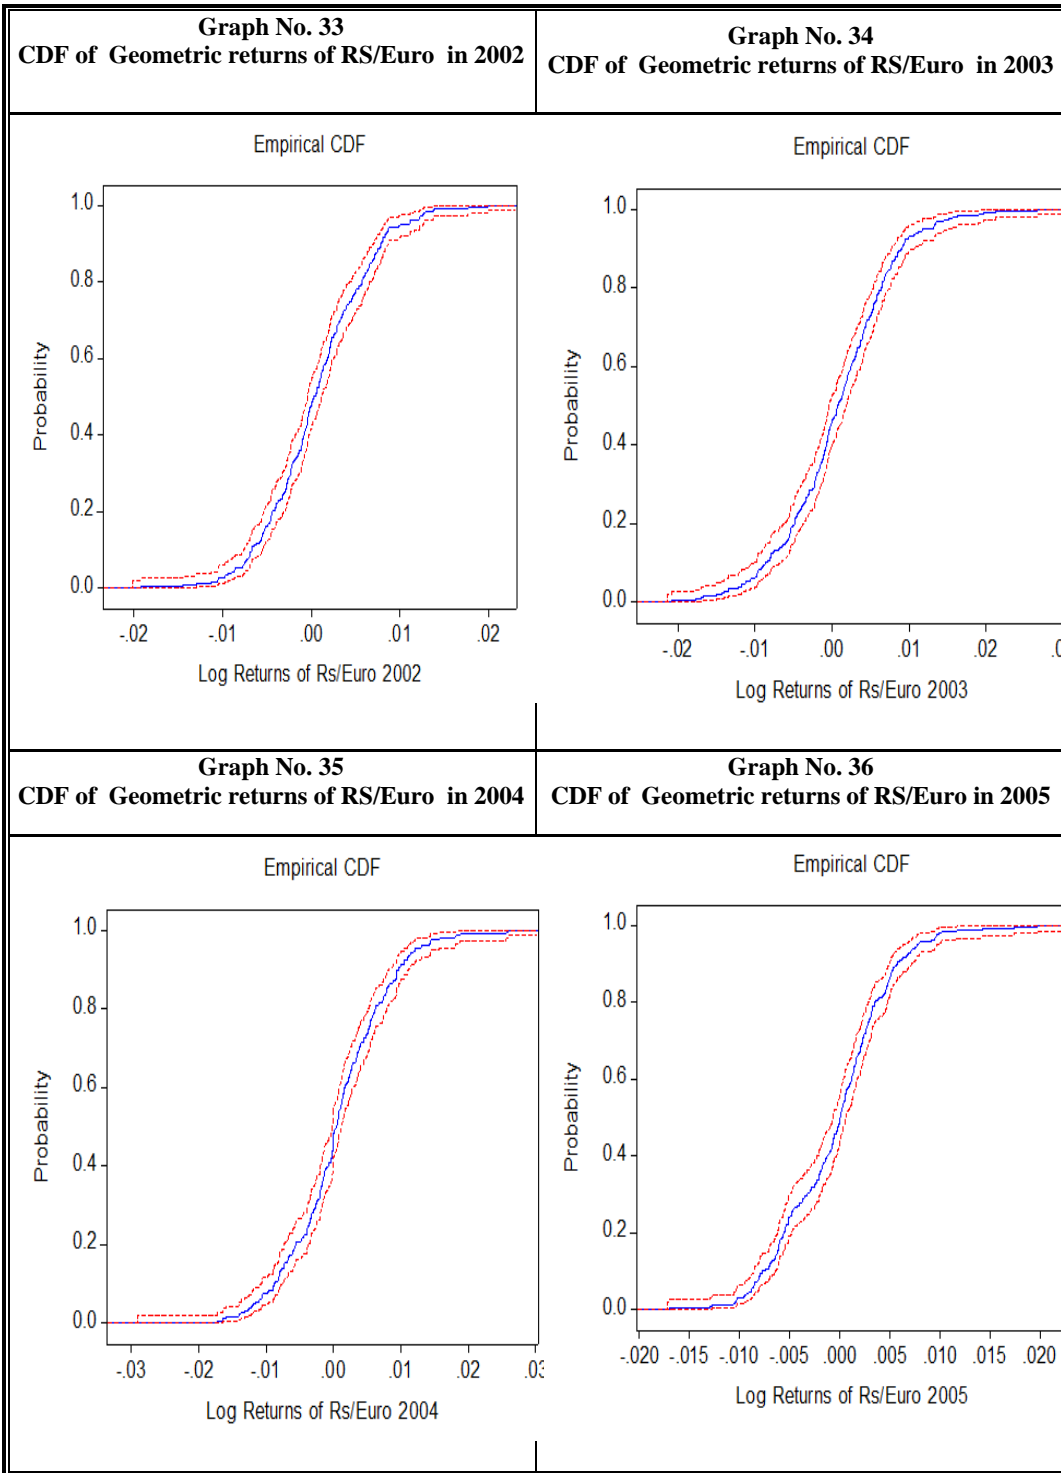 Graph No. 33
CDF of Geometric returns of RS/Euro in 2002
Graph No. 34
CDF of Geometric returns of RS/Euro in 2003
Empirical CDF
1.0
0.8
0.6
0.4
0.2
0.0
Probability
-.02 -.01 .00 .01 .02
Log Returns of Rs/Euro 2002
Empirical CDF
1.0
0.8
0.6
0.4
0.2
0.0
Probability
-.02 -.01 .00 .01 .02
Log Returns of Rs/Euro 2003
Graph No. 35
CDF of Geometric returns of RS/Euro in 2004
Graph No. 36
CDF of Geometric returns of RS/Euro in 2005
Empirical CDF
1.0
0.8
0.6
0.4
0.2
0.0
Probability
-.03 -.02 -.01 .00 .01 .02 .03
Log Returns of Rs/Euro 2004
Empirical CDF
1.0
0.8
0.6
0.4
0.2
0.0
Probability
-.020 -.015 -.010 -.005 .000 .005 .010 .015 .020
Log Returns of Rs/Euro 2005